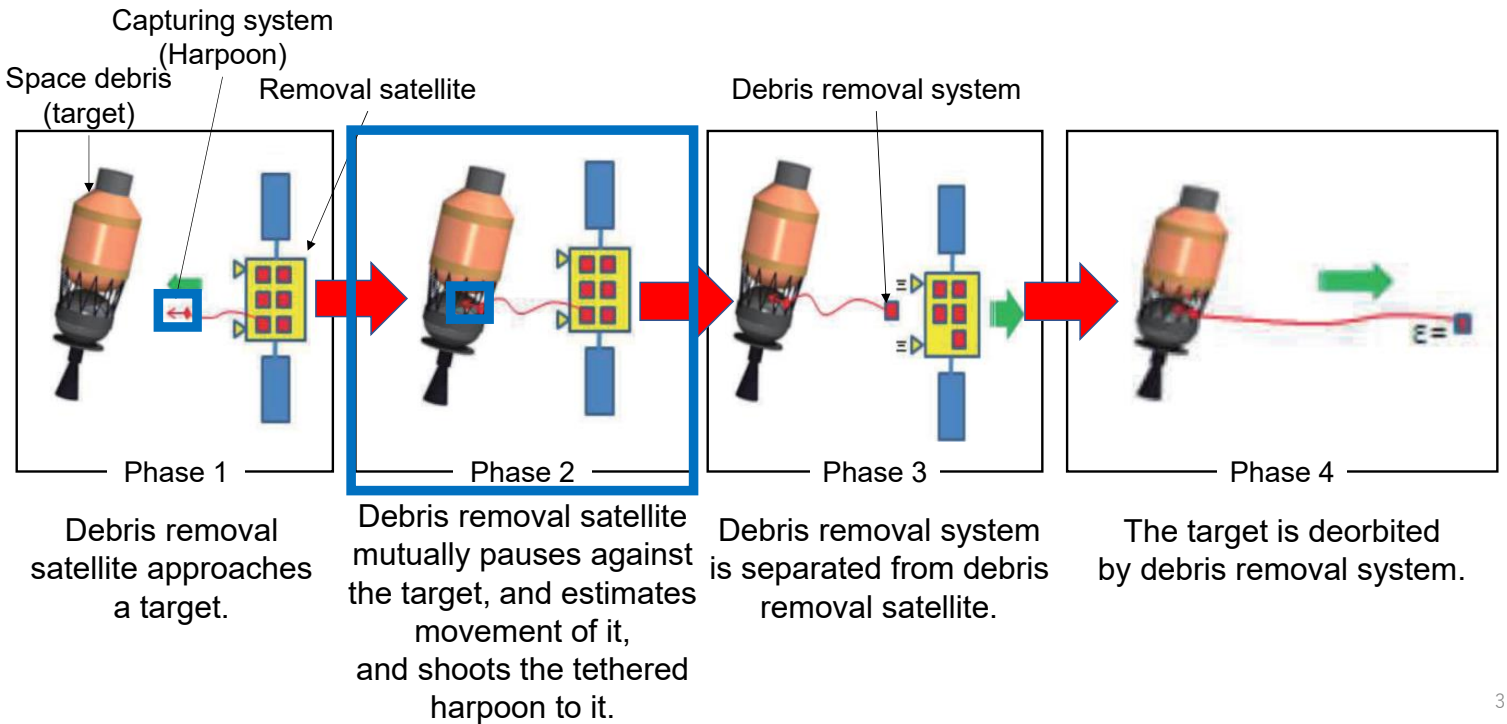 Capturing system
(Harpoon)
Space debris
(target)
Removal satellite
Debris removal system
Phase 1
Phase 2
Phase 3
Phase 4
Debris removal
satellite approaches
a target.
Debris removal satellite
mutually pauses against
the target, and estimates
movement of it,
and shoots the tethered
harpoon to it.
Debris removal system
is separated from debris
removal satellite.
The target is deorbited
by debris removal system.
3